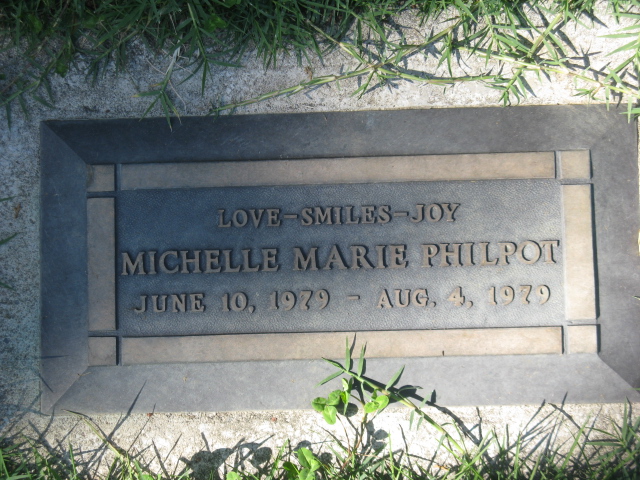 LOVE-SMILES-JOY
MICHELLE MARIE PHILPOT
JUNE 10, 1979 - AUG. 4, 1979